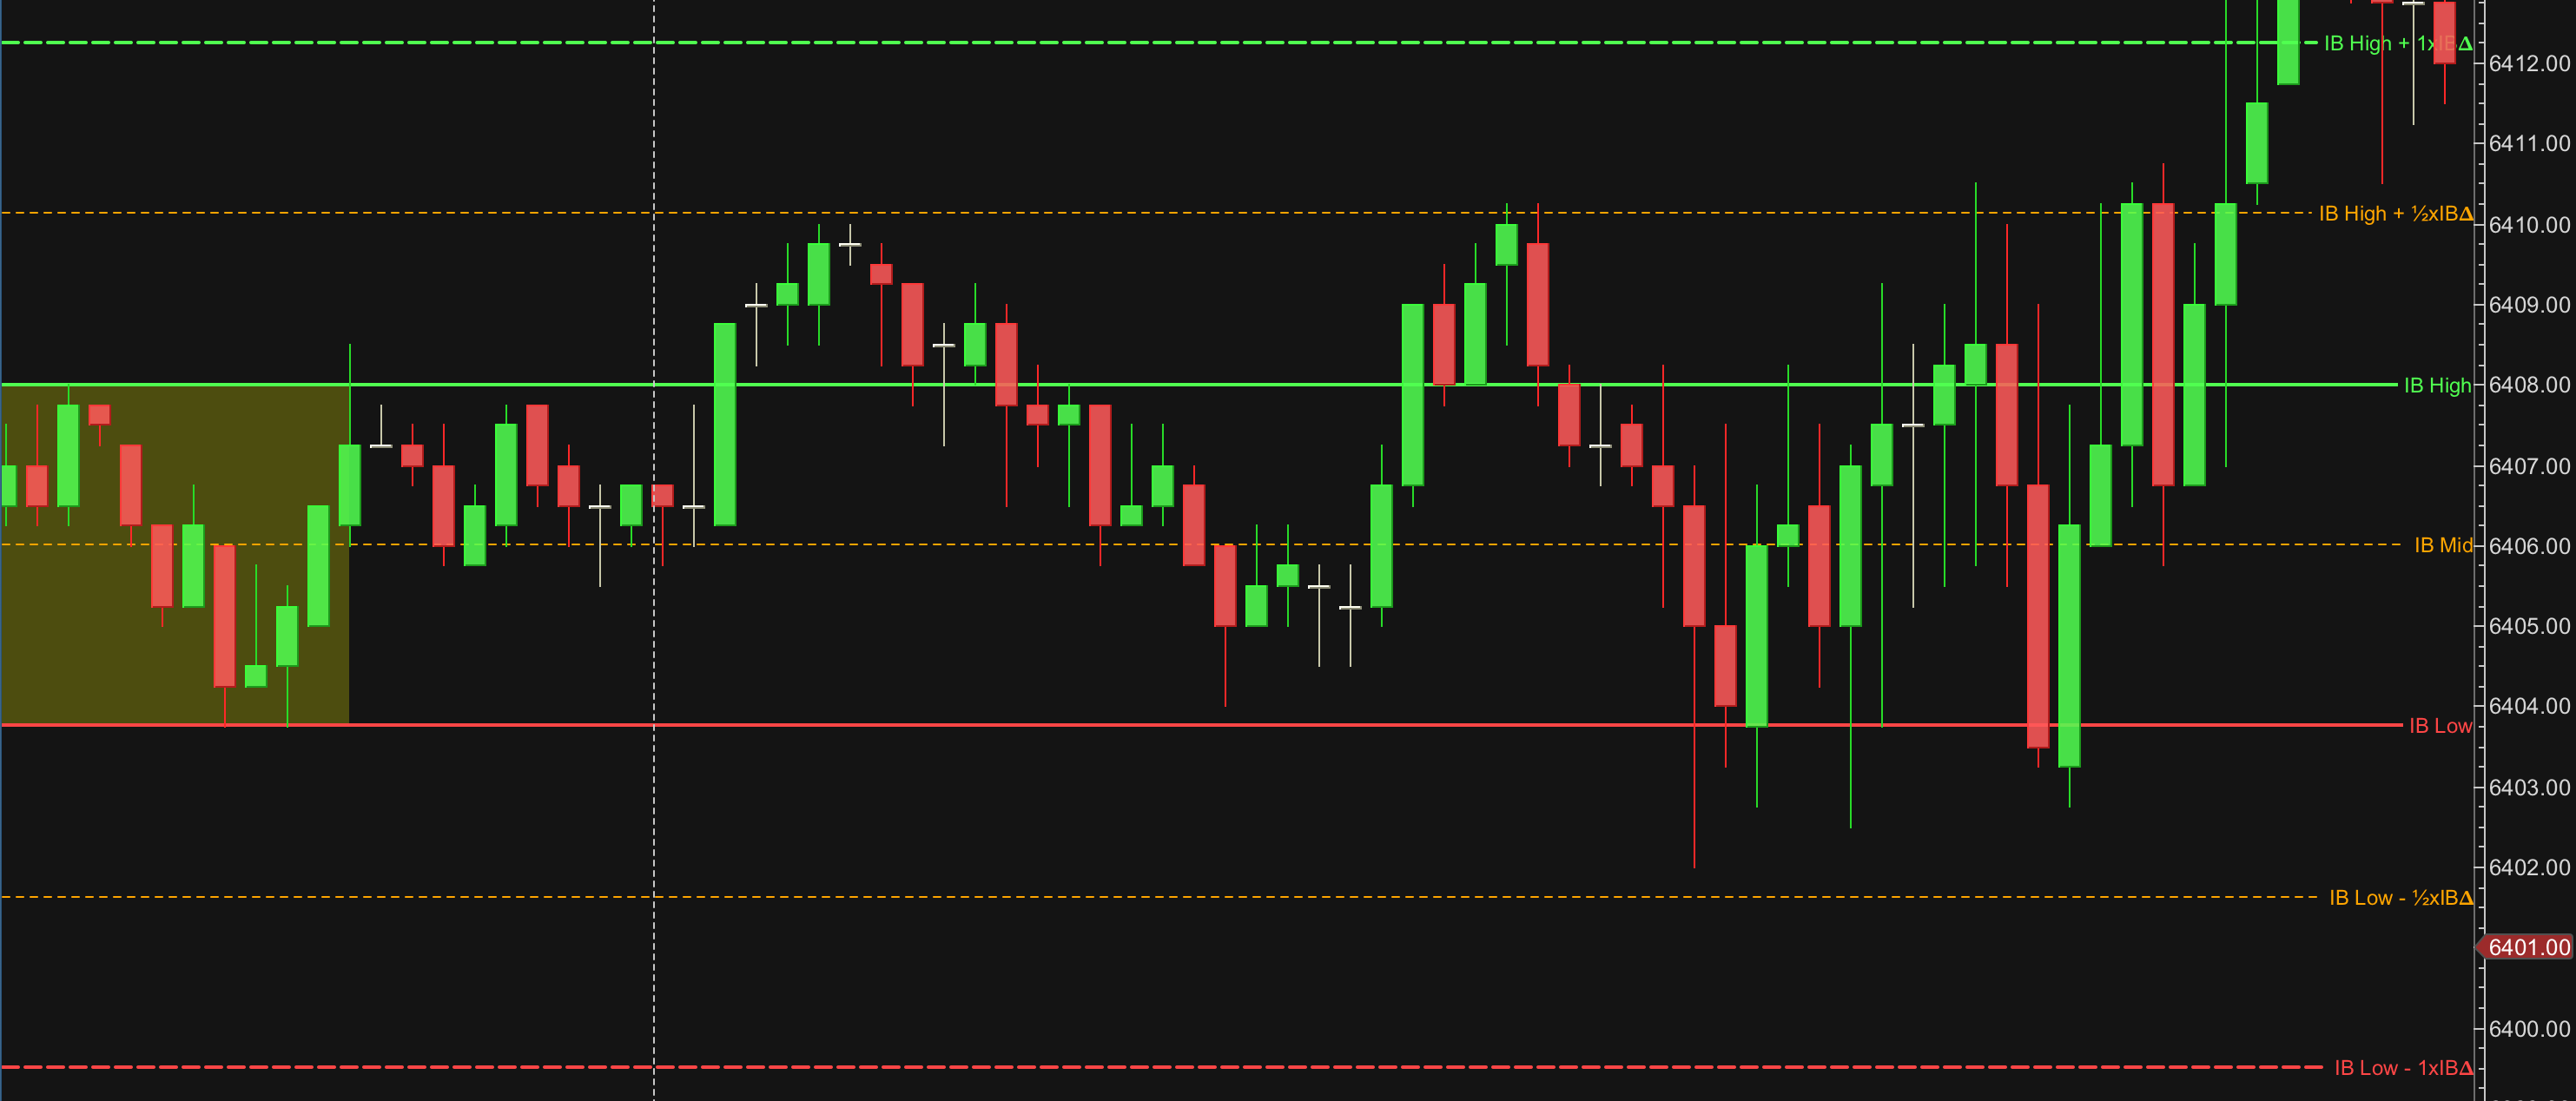 IB High + 1xIBΔ
6412.00
6411.00
IB High + ½xIBΔ
6410.00
6409.00
IB High
6408.00
6407.00
IB Mid
6406.00
6405.00
6404.00
IB Low
6403.00
6402.00
IB Low - ½xIBΔ
6401.00
6400.00
IB Low - 1xIBΔ